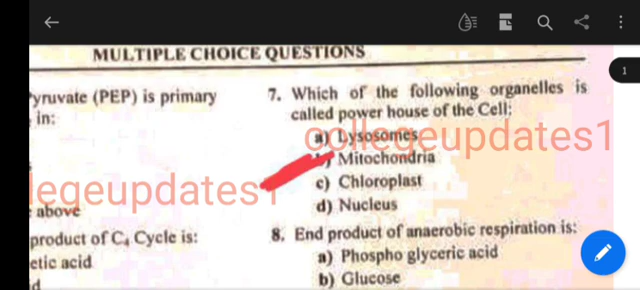 MULTIPLE CHOICE QUESTIONS
yruvate (PEP) is primary
in:
above
product of C₄ Cycle is:
etic acid
d
7. Which of the following organelles is
called power house of the Cell:
a) Lysosomes
b) Mitochondria
c) Chloroplast
d) Nucleus
8. End product of anaerobic respiration is:
a) Phospho glyceric acid
b) Glucose
collegeupdates1
legeupdates1
1